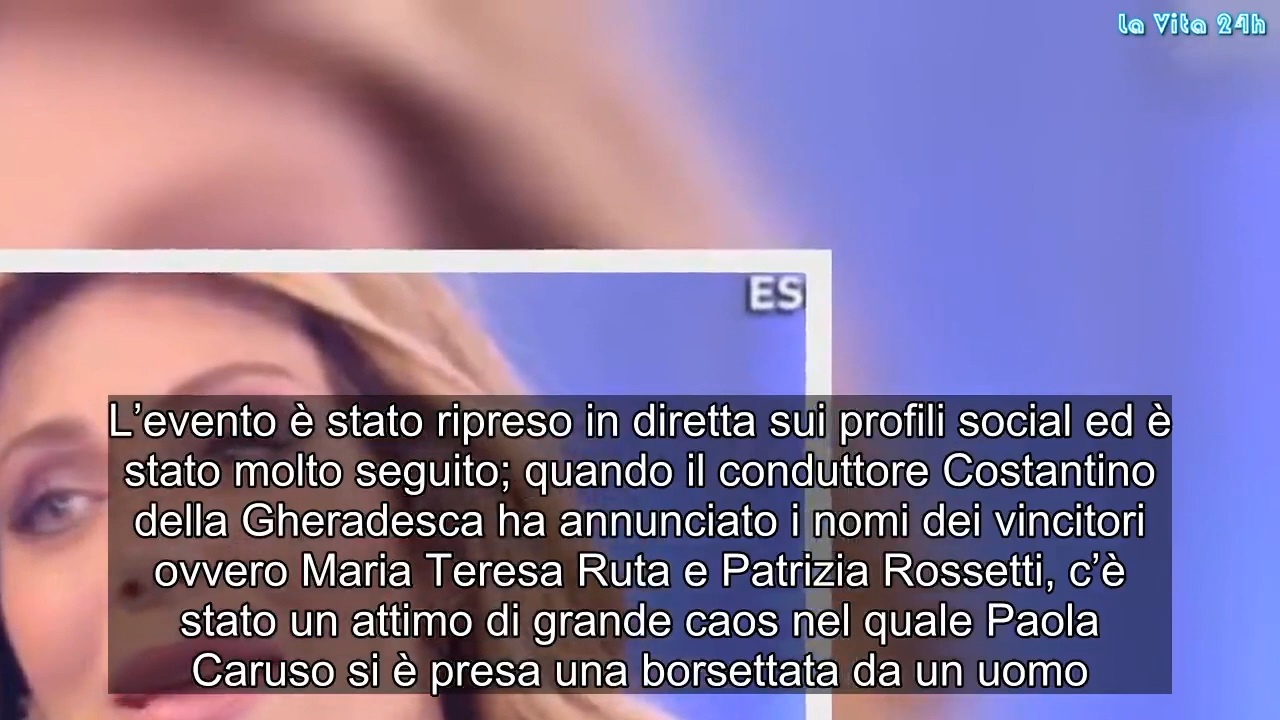 La Vita 24h
ES
L’evento è stato ripreso in diretta sui profili social ed è
stato molto seguito; quando il conduttore Costantino
della Gheradesca ha annunciato i nomi dei vincitori
ovvero Maria Teresa Ruta e Patrizia Rossetti, c’è
stato un attimo di grande caos nel quale Paola
Caruso si è presa una borsettata da un uomo